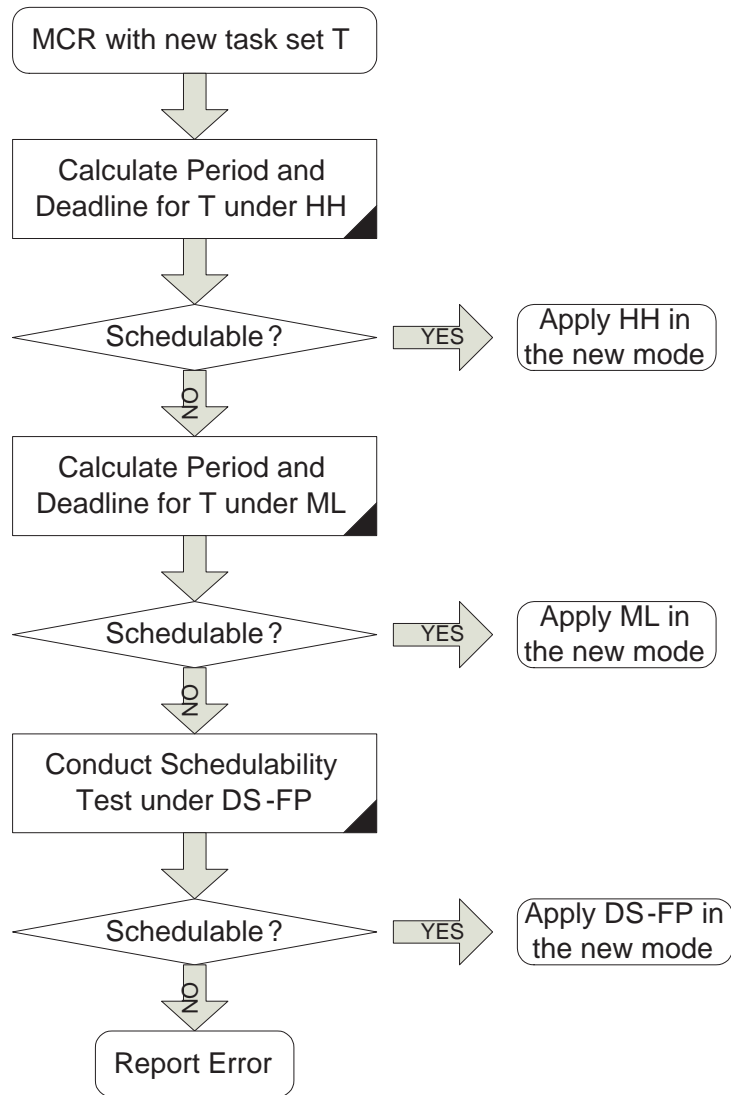 MCR with new task set T
Calculate Period and
Deadline for T under HH
Schedulable?
YES
Apply HH in
the new mode
NO
Calculate Period and
Deadline for T under ML
Schedulable?
YES
Apply ML in
the new mode
NO
Conduct Schedulability
Test under DS-FP
Schedulable?
YES
Apply DS-FP in
the new mode
NO
Report Error